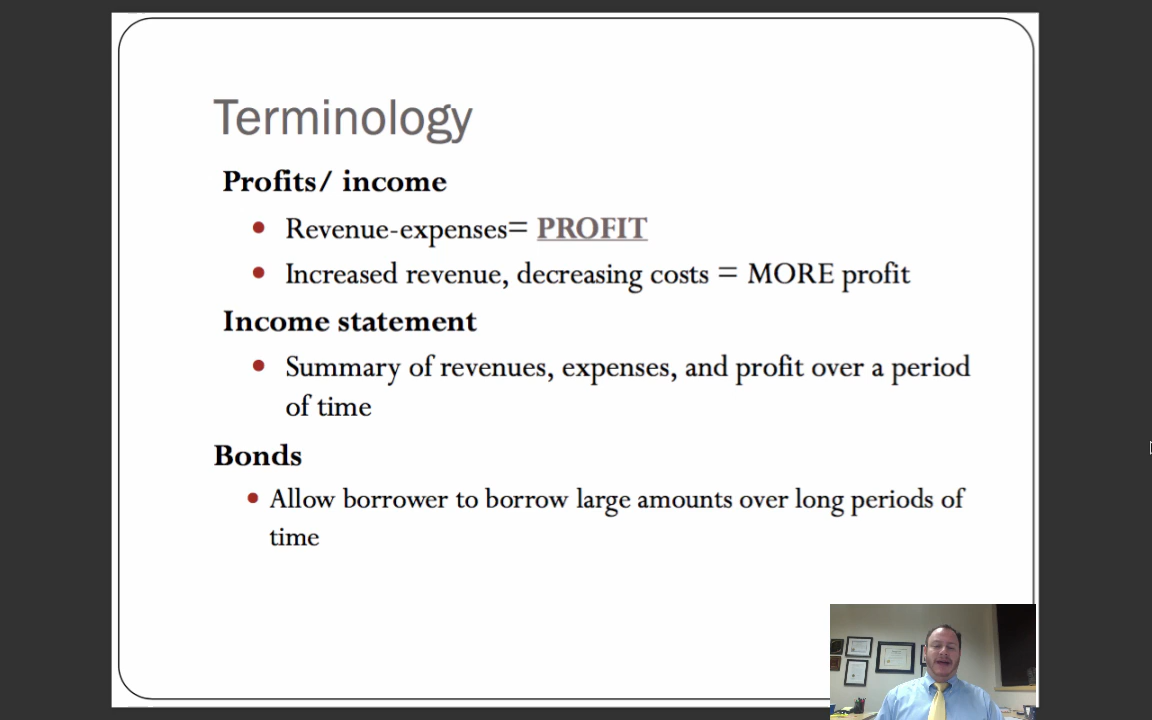 Terminology
Profits/ income
Revenue-expenses= PROFIT
Increased revenue, decreasing costs = MORE profit
Income statement
Summary of revenues, expenses, and profit over a period
of time
Bonds
Allow borrower to borrow large amounts over long periods of
time